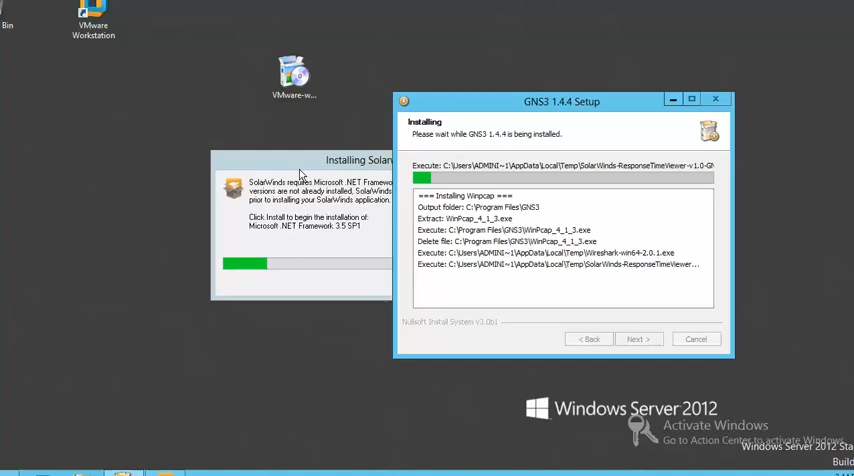 Bin
VMware
Workstation
VMware-w...
GNS3 1.4.4 Setup
Installing
Please wait while GNS3 1.4.4 is being installed.
Execute: C:\Users\ADMINI~1\AppData\Local\Temp\SolarWinds-ResponseTimeViewer-v1.0-GN
=== Installing Winpcap ===
Output folder: C:\Program Files\GNS3
Extract: WinPcap_4_1_3.exe
Execute: C:\Program Files\GNS3\WinPcap_4_1_3.exe
Delete file: C:\Program Files\GNS3\WinPcap_4_1_3.exe
Execute: C:\Users\ADMINI~1\AppData\Local\Temp\Wireshark-win64-2.0.1.exe
Execute: C:\Users\ADMINI~1\AppData\Local\Temp\SolarWinds-ResponseTimeViewer...
Nullsoft Install System v3.0b1
< Back
Next >
Cancel
Installing Solarw
SolarWinds requires Microsoft .NET Framewo
versions are not already installed, SolarWinds
prior to installing your SolarWinds application.
Click Install to begin the installation of:
Microsoft .NET Framework 3.5 SP1
Windows Server 2012
Activate Windows
Go to Action Center to activate Windows.
Windows Server 2012 Sta
Build